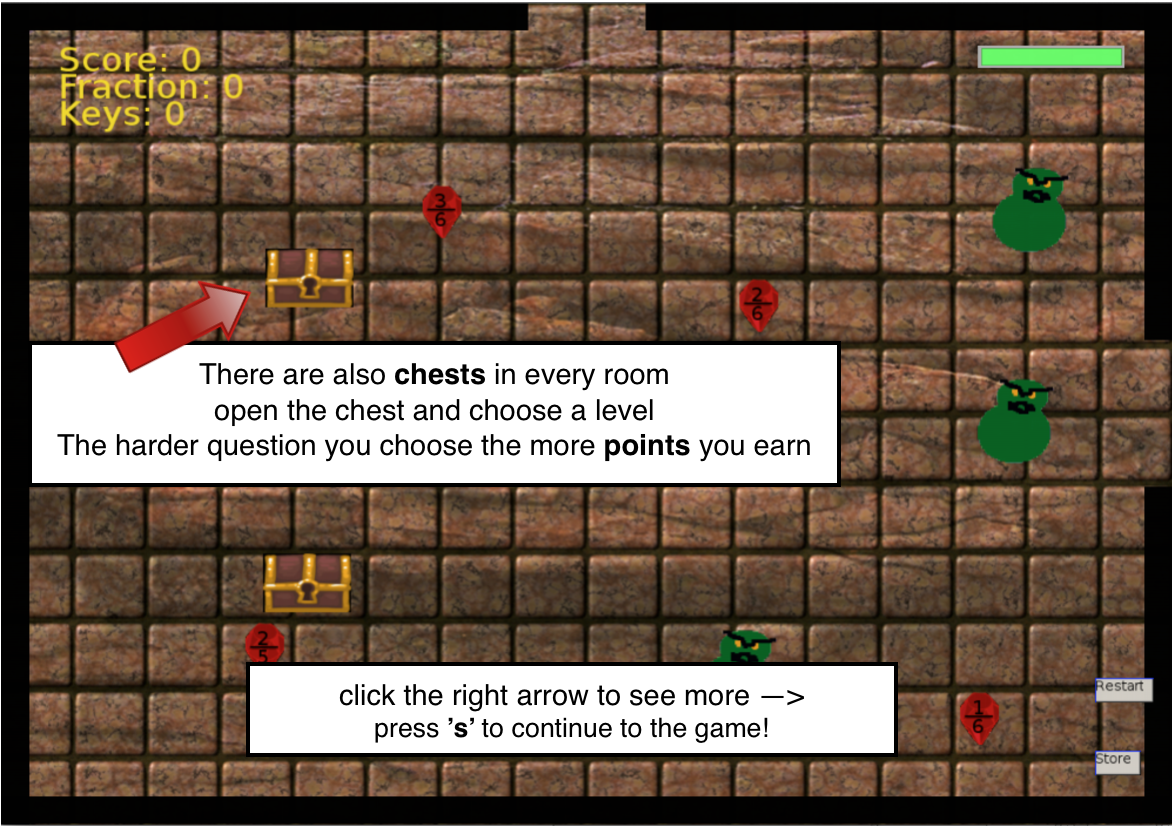 Score: 0
Fraction: 0
Keys: 0
3
6
2
6
There are also chests in every room
open the chest and choose a level
The harder question you choose the more points you earn
2
5
click the right arrow to see more —>
press ’s’ to continue to the game!
Restart
1
6
Store